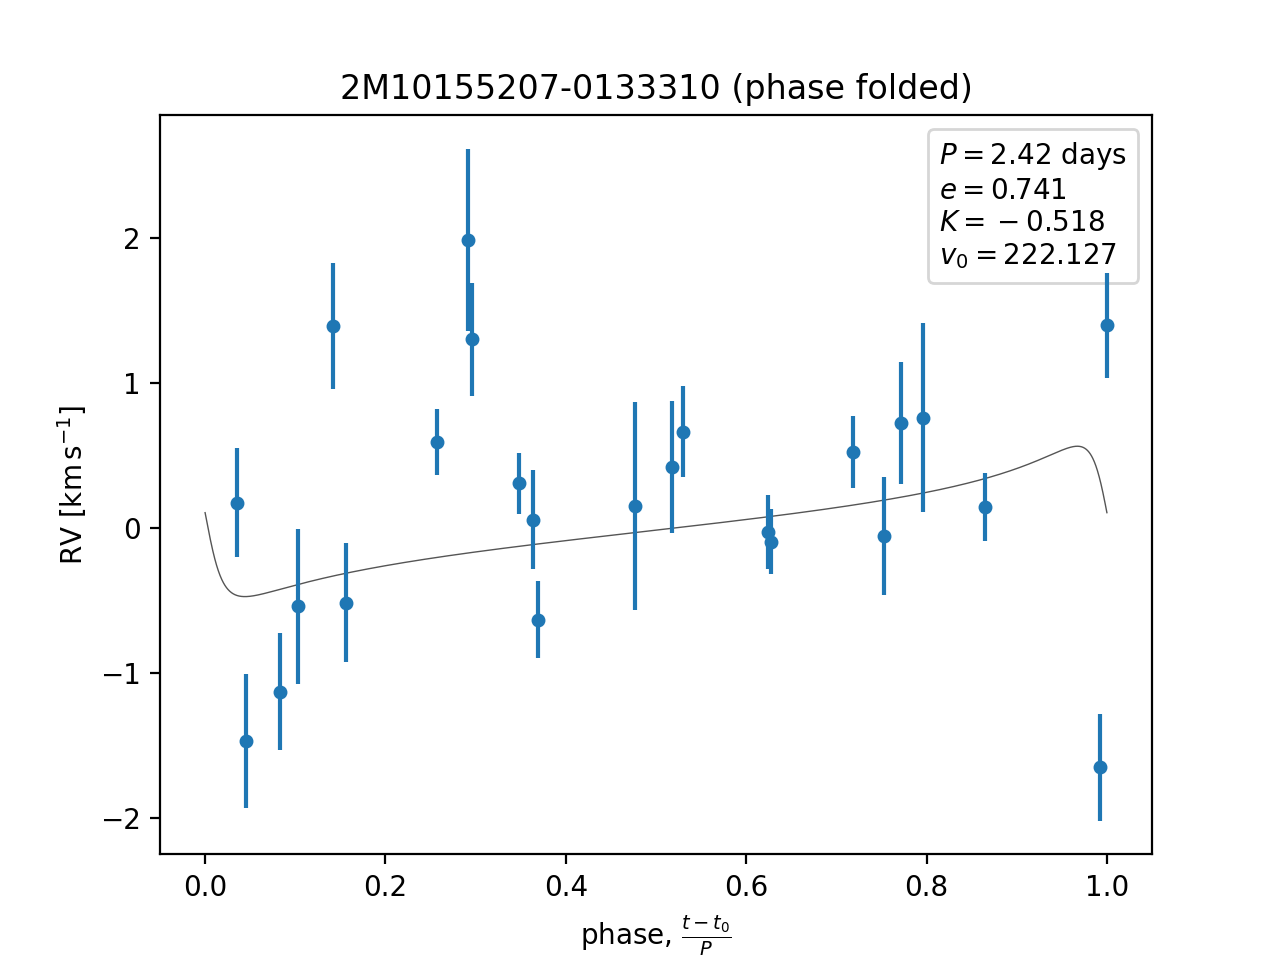 2M10155207-0133310 (phase folded)
P = 2.42 days
e = 0.741
K = −0.518
v₀ = 222.127
RV [km s⁻¹]
2
1
0
−1
−2
0.0 0.2 0.4 0.6 0.8 1.0
phase, (t − t₀)/P